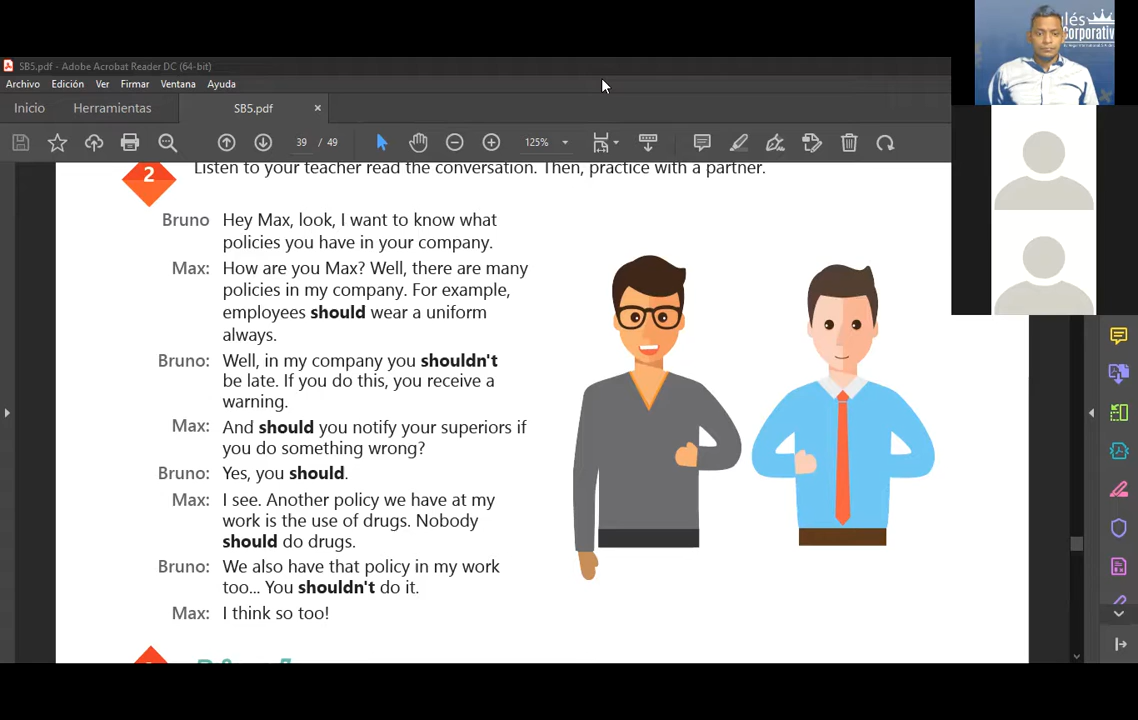 SB5.pdf - Adobe Acrobat Reader DC (64-bit)
Archivo Edición Ver Firmar Ventana Ayuda
Inicio Herramientas SB5.pdf ×
39 / 49 125%
2 Listen to your teacher read the conversation. Then, practice with a partner.
Bruno Hey Max, look, I want to know what
policies you have in your company.
Max: How are you Max? Well, there are many
policies in my company. For example,
employees should wear a uniform
always.
Bruno: Well, in my company you shouldn't
be late. If you do this, you receive a
warning.
Max: And should you notify your superiors if
you do something wrong?
Bruno: Yes, you should.
Max: I see. Another policy we have at my
work is the use of drugs. Nobody
should do drugs.
Bruno: We also have that policy in my work
too... You shouldn't do it.
Max: I think so too!